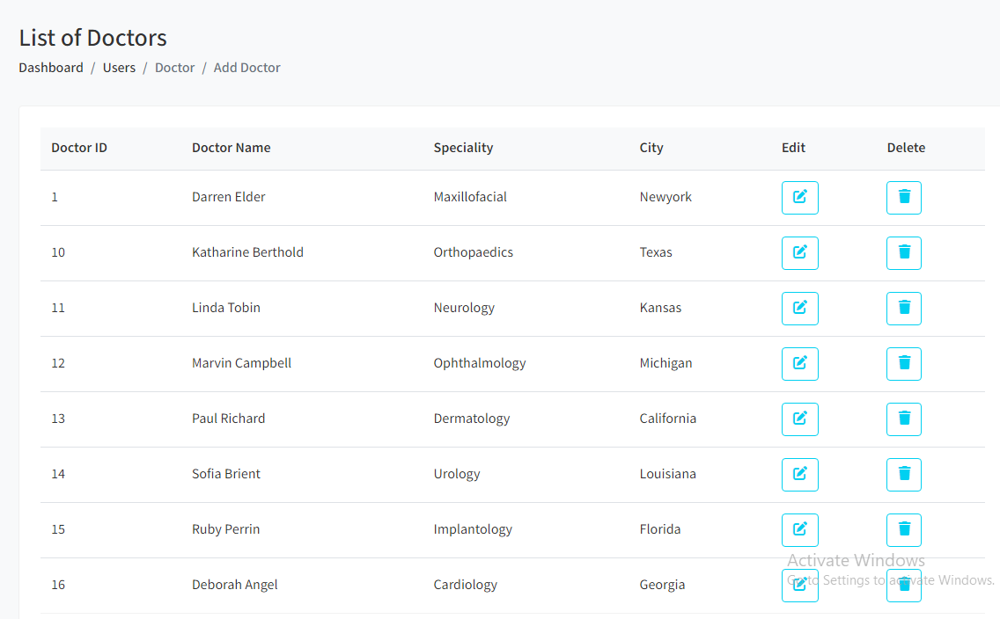 List of Doctors
Dashboard / Users / Doctor / Add Doctor
Doctor ID Doctor Name Speciality City Edit Delete
1 Darren Elder Maxillofacial Newyork
10 Katharine Berthold Orthopaedics Texas
11 Linda Tobin Neurology Kansas
12 Marvin Campbell Ophthalmology Michigan
13 Paul Richard Dermatology California
14 Sofia Brient Urology Louisiana
15 Ruby Perrin Implantology Florida
Activate Windows
16 Deborah Angel Cardiology Georgia
Go to Settings to activate Windows.